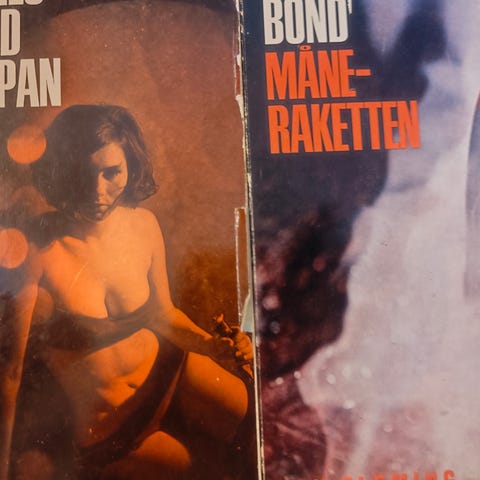 D
PAN
BOND'
MÅNE-
RAKETTEN